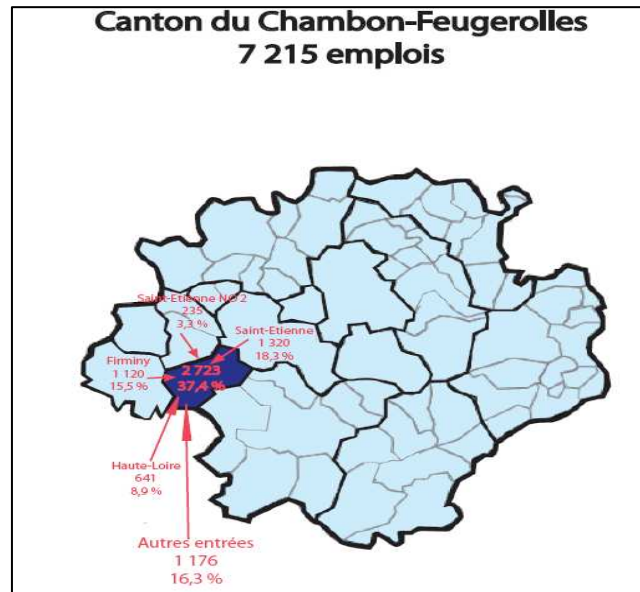 Canton du Chambon-Feugerolles
7 215 emplois
Saint-Etienne NO 2
235
3,3 %
Saint-Etienne
1 320
18,3 %
Firminy
1 120
15,5 %
2 723
37,4 %
Haute-Loire
641
8,9 %
Autres entrées
1 176
16,3 %